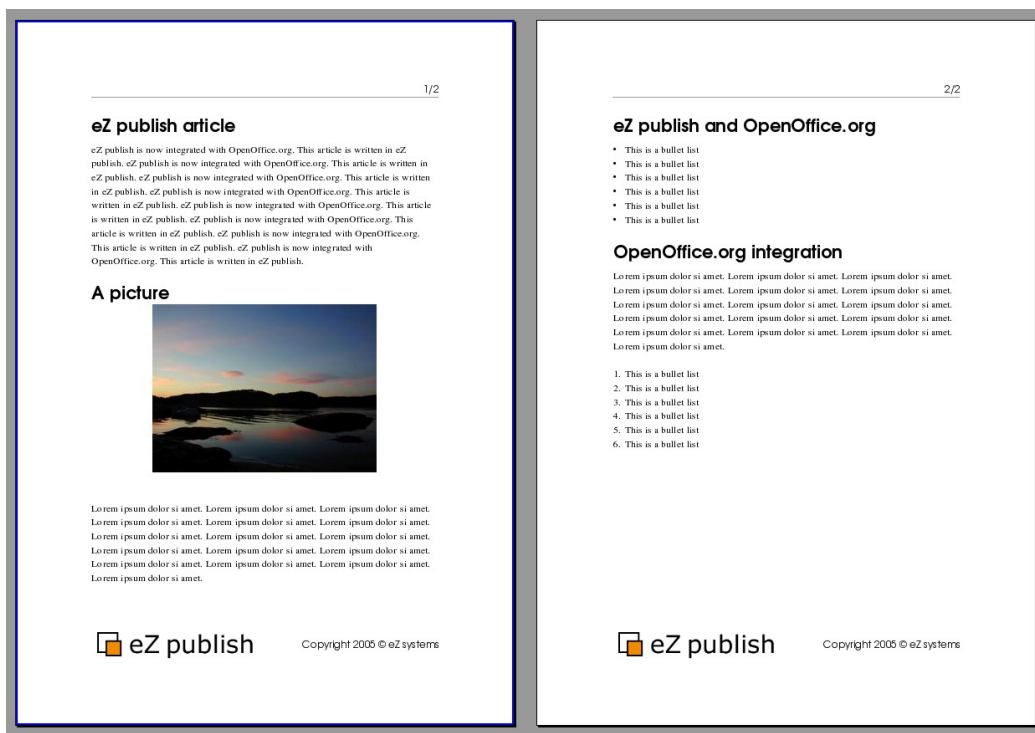 1/2
eZ publish article
eZ publish is now integrated with OpenOffice.org. This article is written in eZ
publish. eZ publish is now integrated with OpenOffice.org. This article is written in
eZ publish. eZ publish is now integrated with OpenOffice.org. This article is written
in eZ publish. eZ publish is now integrated with OpenOffice.org. This article is
written in eZ publish. eZ publish is now integrated with OpenOffice.org. This article
is written in eZ publish. eZ publish is now integrated with OpenOffice.org. This
article is written in eZ publish. eZ publish is now integrated with OpenOffice.org.
This article is written in eZ publish. eZ publish is now integrated with
OpenOffice.org. This article is written in eZ publish.
A picture
Lorem ipsum dolor si amet. Lorem ipsum dolor si amet. Lorem ipsum dolor si amet.
Lorem ipsum dolor si amet. Lorem ipsum dolor si amet. Lorem ipsum dolor si amet.
Lorem ipsum dolor si amet. Lorem ipsum dolor si amet. Lorem ipsum dolor si amet.
Lorem ipsum dolor si amet. Lorem ipsum dolor si amet. Lorem ipsum dolor si amet.
Lorem ipsum dolor si amet. Lorem ipsum dolor si amet. Lorem ipsum dolor si amet.
Lorem ipsum dolor si amet.
eZ publish
Copyright 2005 © eZ systems
2/2
eZ publish and OpenOffice.org
• This is a bullet list
• This is a bullet list
• This is a bullet list
• This is a bullet list
• This is a bullet list
• This is a bullet list
OpenOffice.org integration
Lorem ipsum dolor si amet. Lorem ipsum dolor si amet. Lorem ipsum dolor si amet.
Lorem ipsum dolor si amet. Lorem ipsum dolor si amet. Lorem ipsum dolor si amet.
Lorem ipsum dolor si amet. Lorem ipsum dolor si amet. Lorem ipsum dolor si amet.
Lorem ipsum dolor si amet. Lorem ipsum dolor si amet. Lorem ipsum dolor si amet.
Lorem ipsum dolor si amet. Lorem ipsum dolor si amet. Lorem ipsum dolor si amet.
Lorem ipsum dolor si amet.
1. This is a bullet list
2. This is a bullet list
3. This is a bullet list
4. This is a bullet list
5. This is a bullet list
6. This is a bullet list
eZ publish
Copyright 2005 © eZ systems